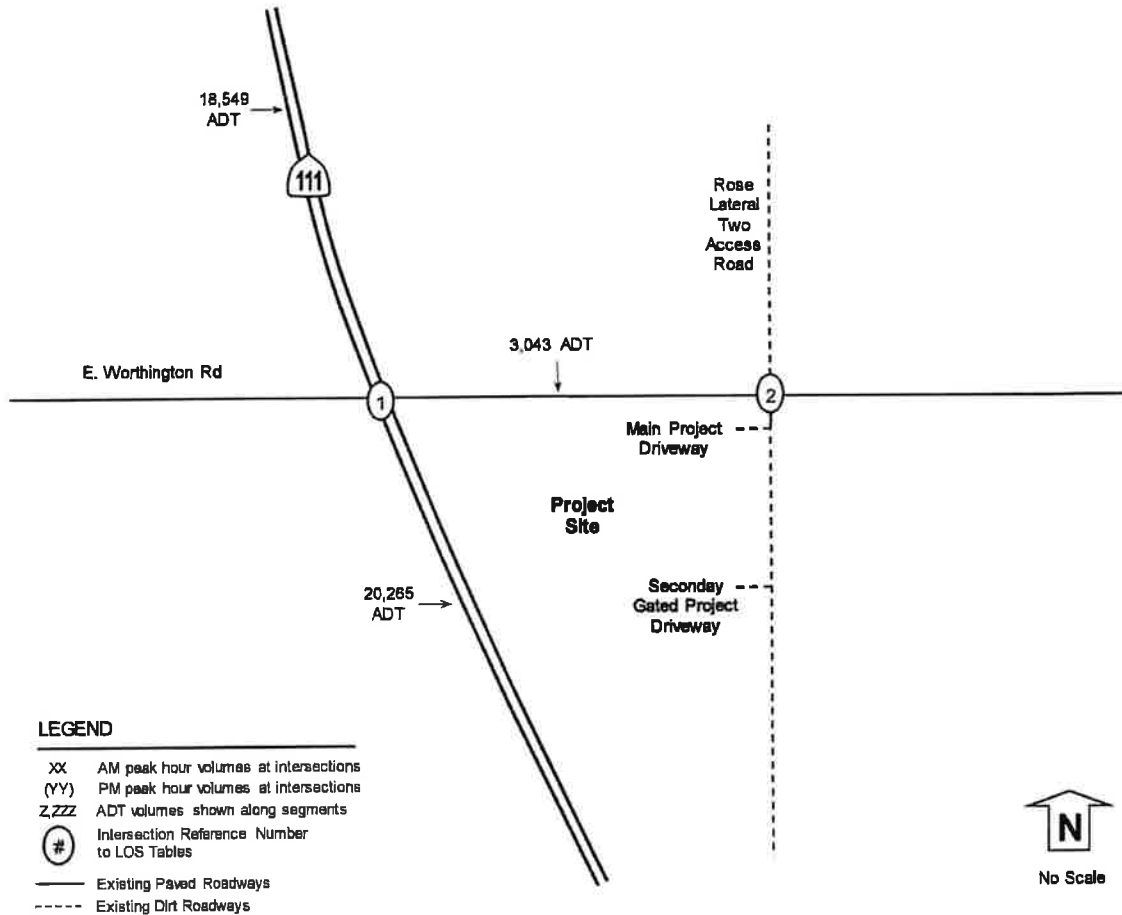 18,549
ADT
111
Rose
Lateral
Two
Access
Road
3,043 ADT
E. Worthington Rd
1
2
Main Project
Driveway
Project
Site
Seconday
Gated Project
Driveway
20,265
ADT
LEGEND
XX AM peak hour volumes at intersections
(YY) PM peak hour volumes at intersections
Z,ZZZ ADT volumes shown along segments
# Intersection Reference Number
to LOS Tables
Existing Paved Roadways
Existing Dirt Roadways
N
No Scale